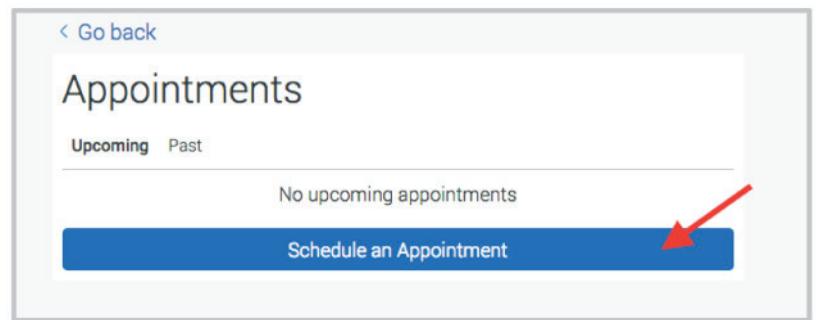 < Go back
Appointments
Upcoming Past
No upcoming appointments
Schedule an Appointment